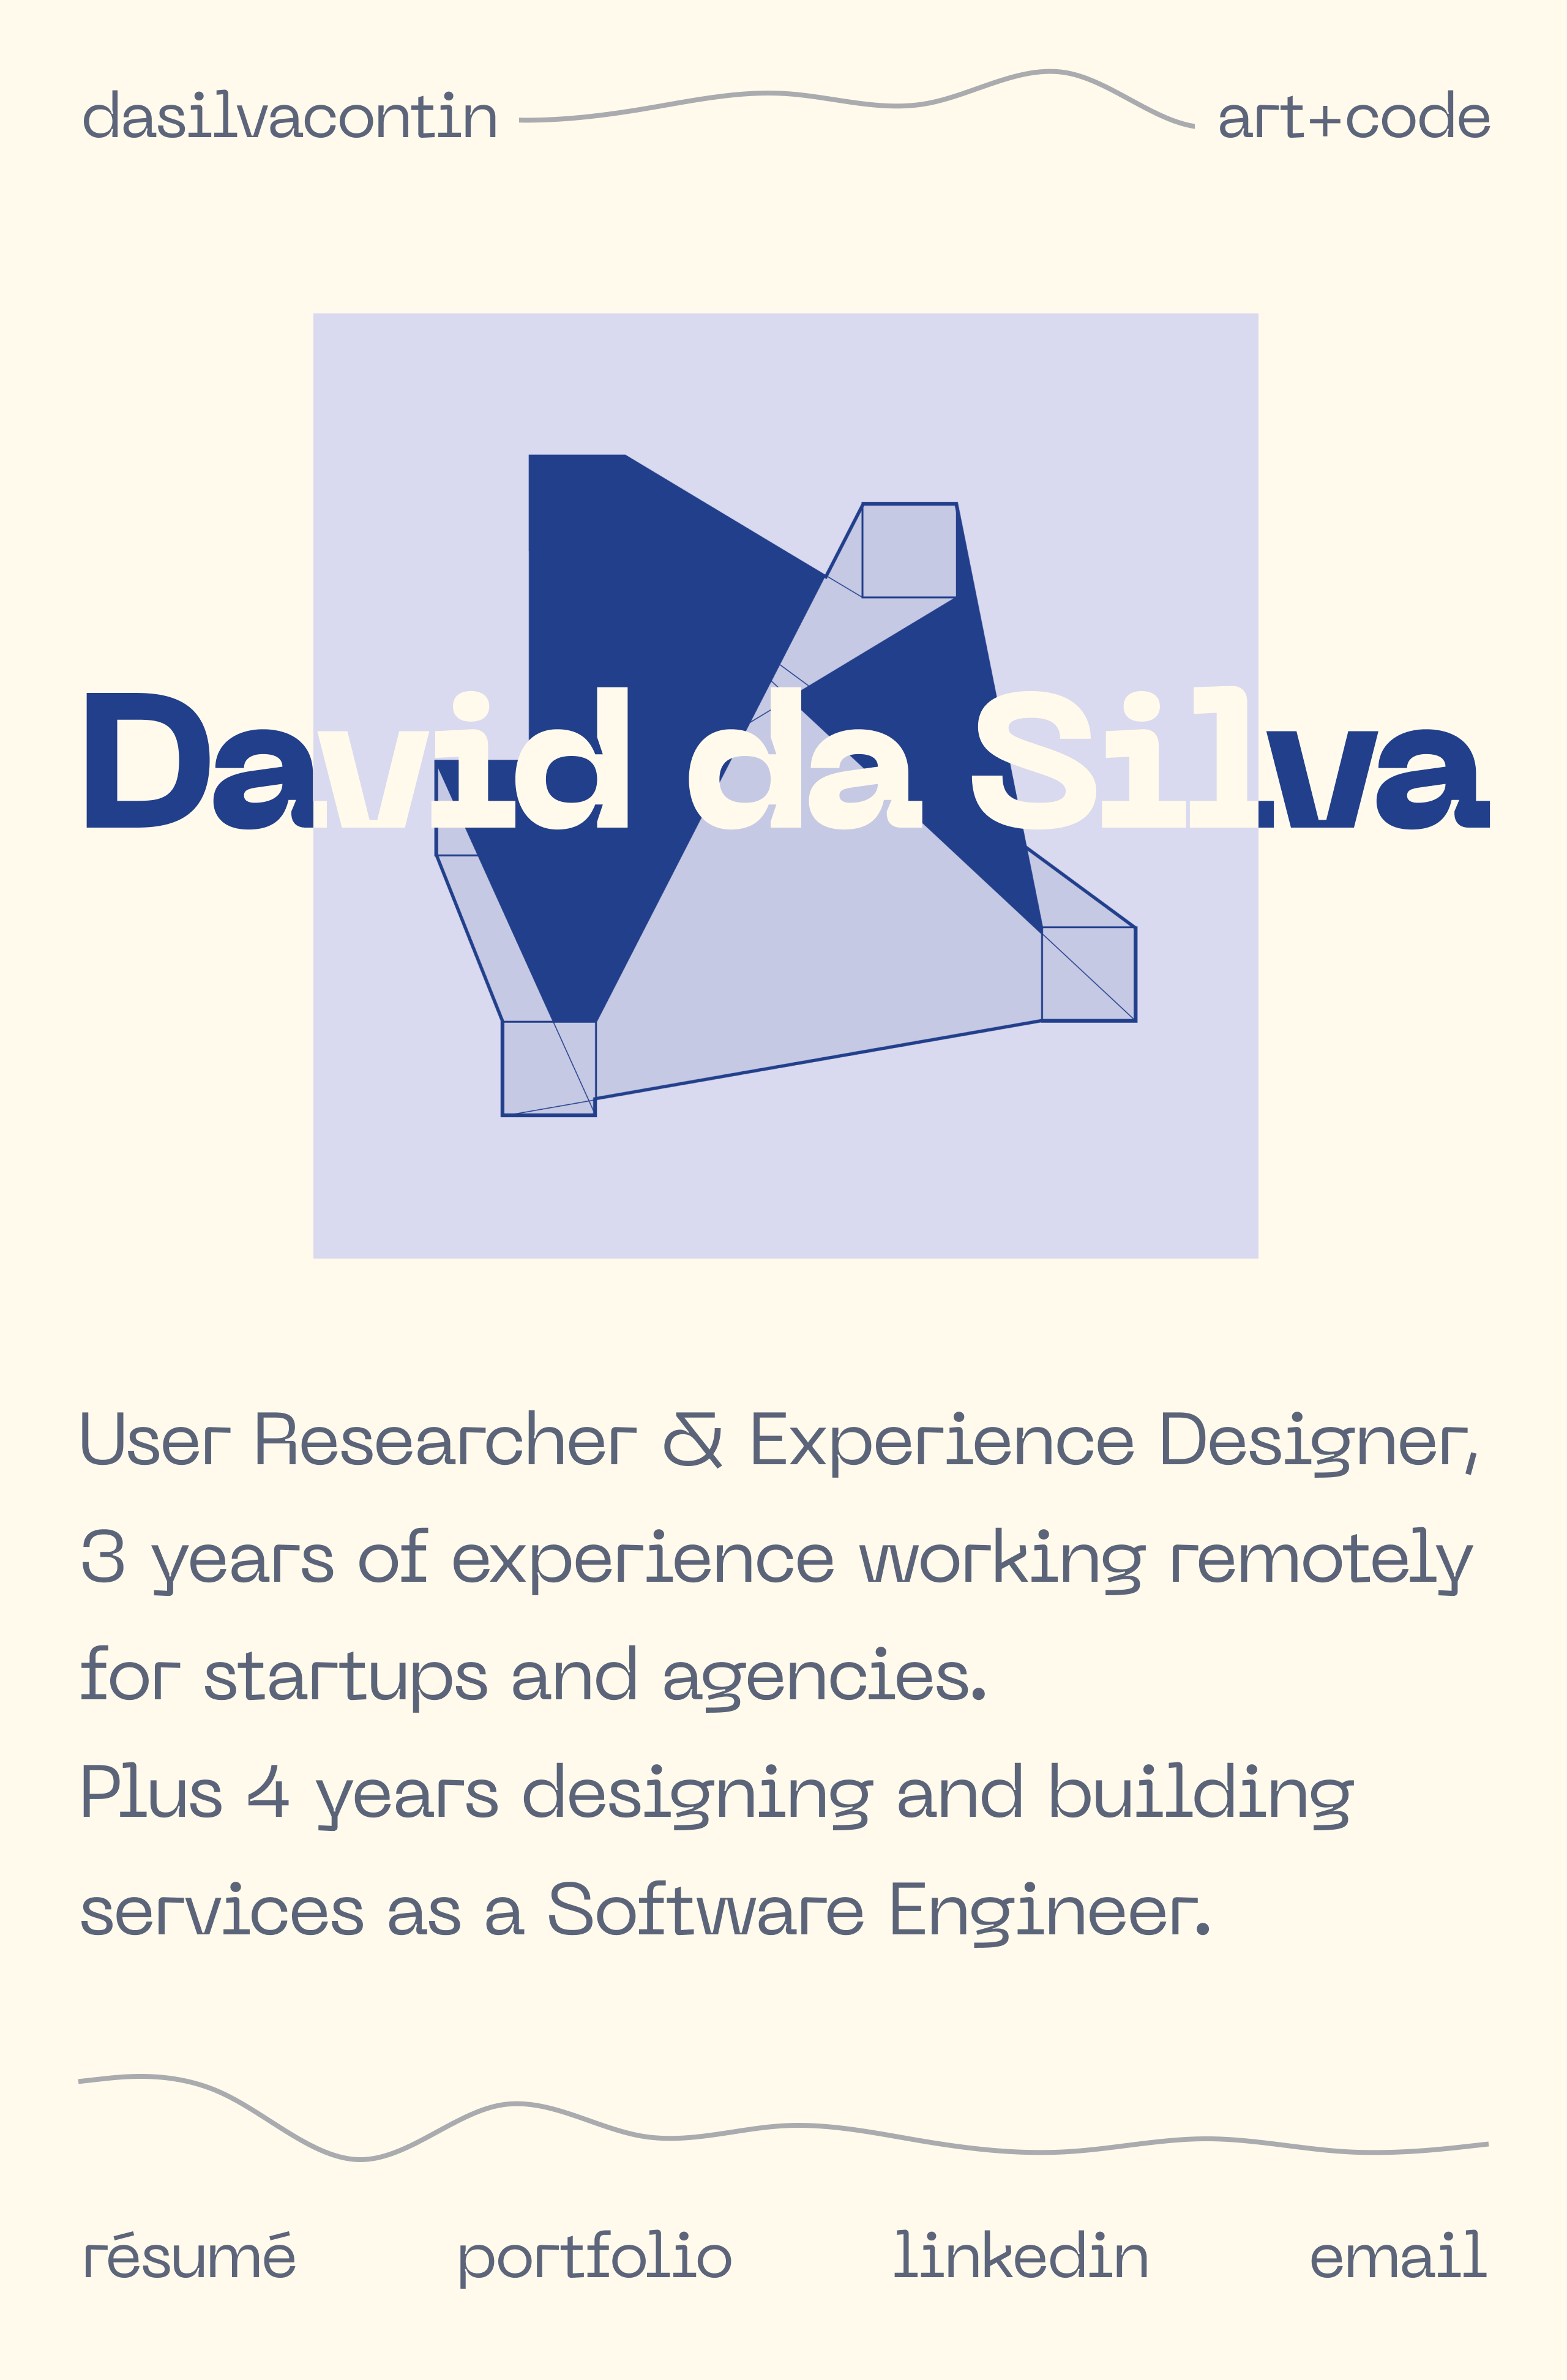 dasilvacontin art+code
David da Silva
User Researcher & Experience Designer,
3 years of experience working remotely
for startups and agencies.
Plus 4 years designing and building
services as a Software Engineer.
résumé portfolio linkedin email